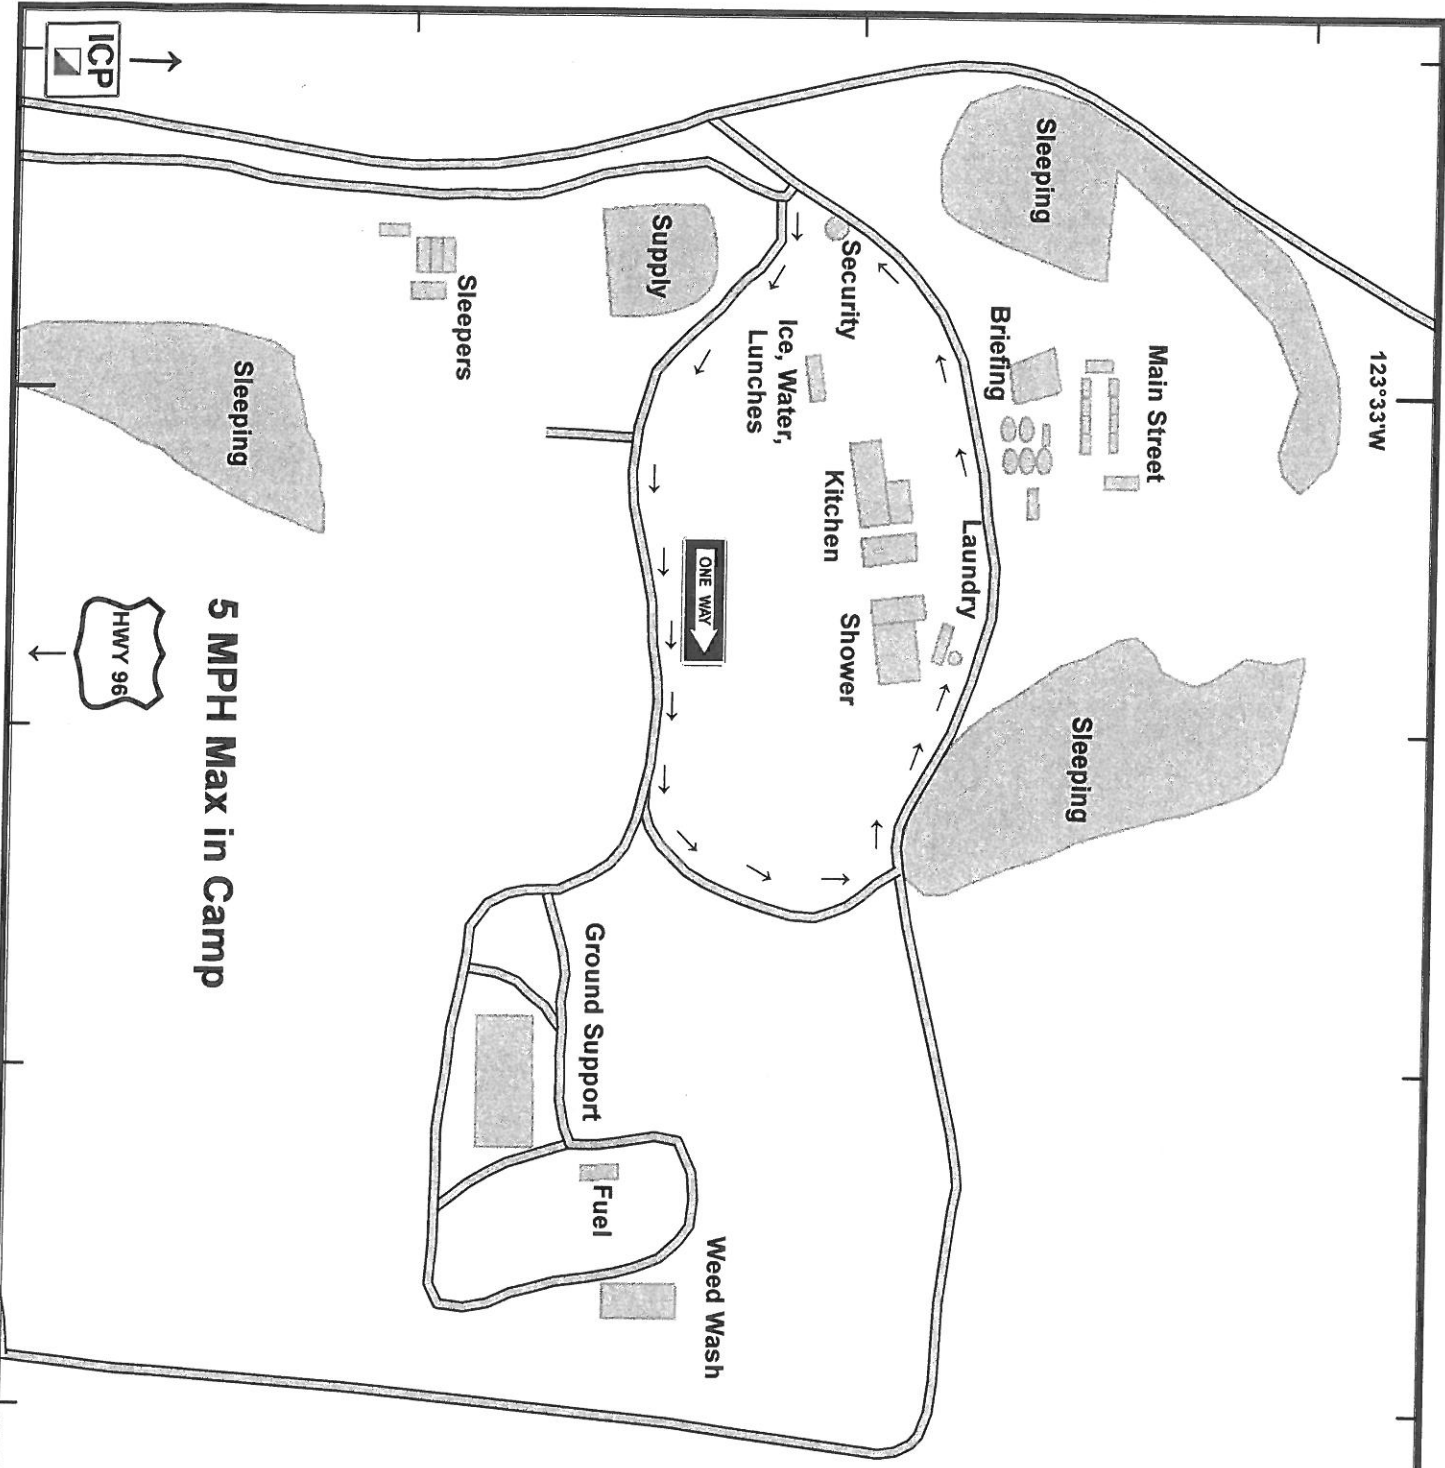 123°33'W
Main Street
Sleeping
Briefing
Sleeping
Laundry
Security
Kitchen
Shower
Ice, Water,
Lunches
ONE WAY
Supply
Weed Wash
Fuel
Ground Support
Sleepers
Sleeping
5 MPH Max in Camp
HWY 96
ICP